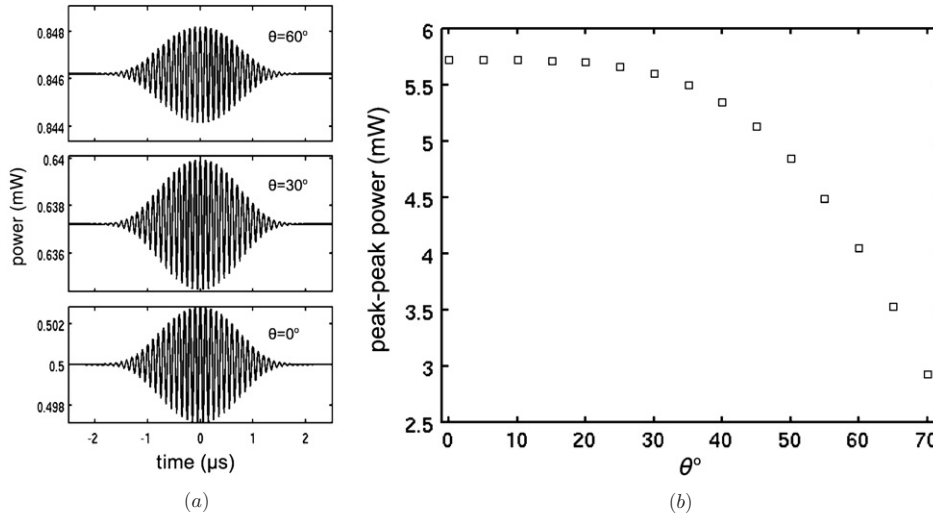 0.848
0.846
0.844
θ=60°
0.64
0.638
0.636
θ=30°
0.502
0.5
0.498
θ=0°
-2 -1 0 1 2
power (mW)
time (μs)
(a)
6
5.5
5
4.5
4
3.5
3
2.5
0 10 20 30 40 50 60 70
peak-peak power (mW)
θ°
(b)